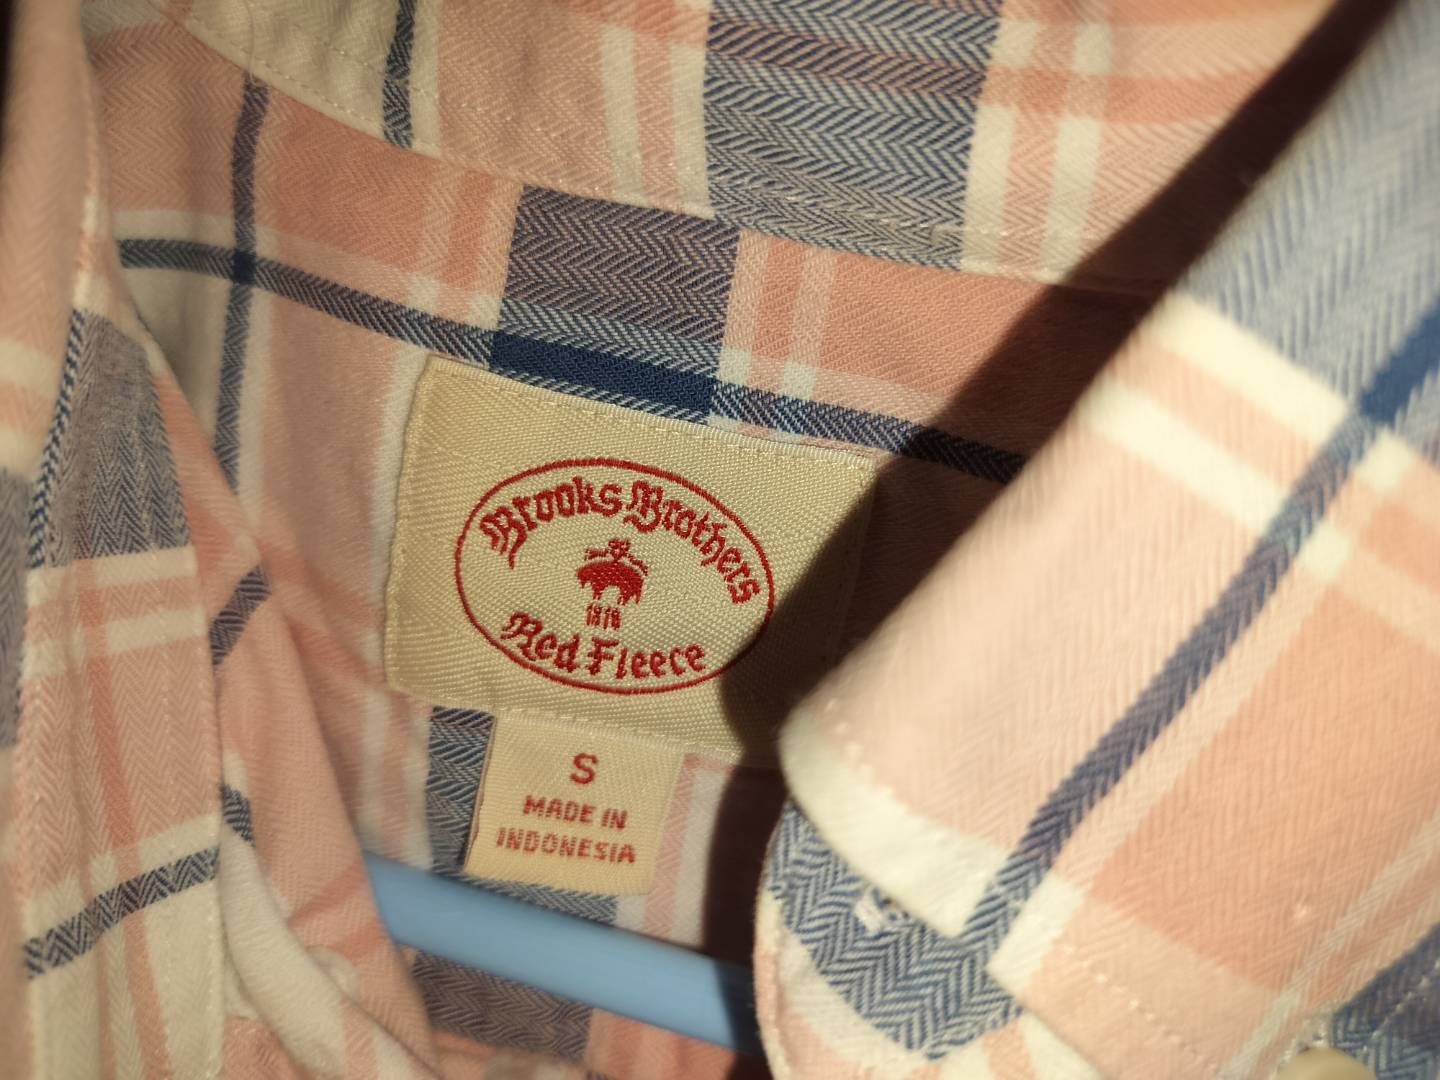 Brooks Brothers
1818
Red Fleece
S
MADE IN
INDONESIA